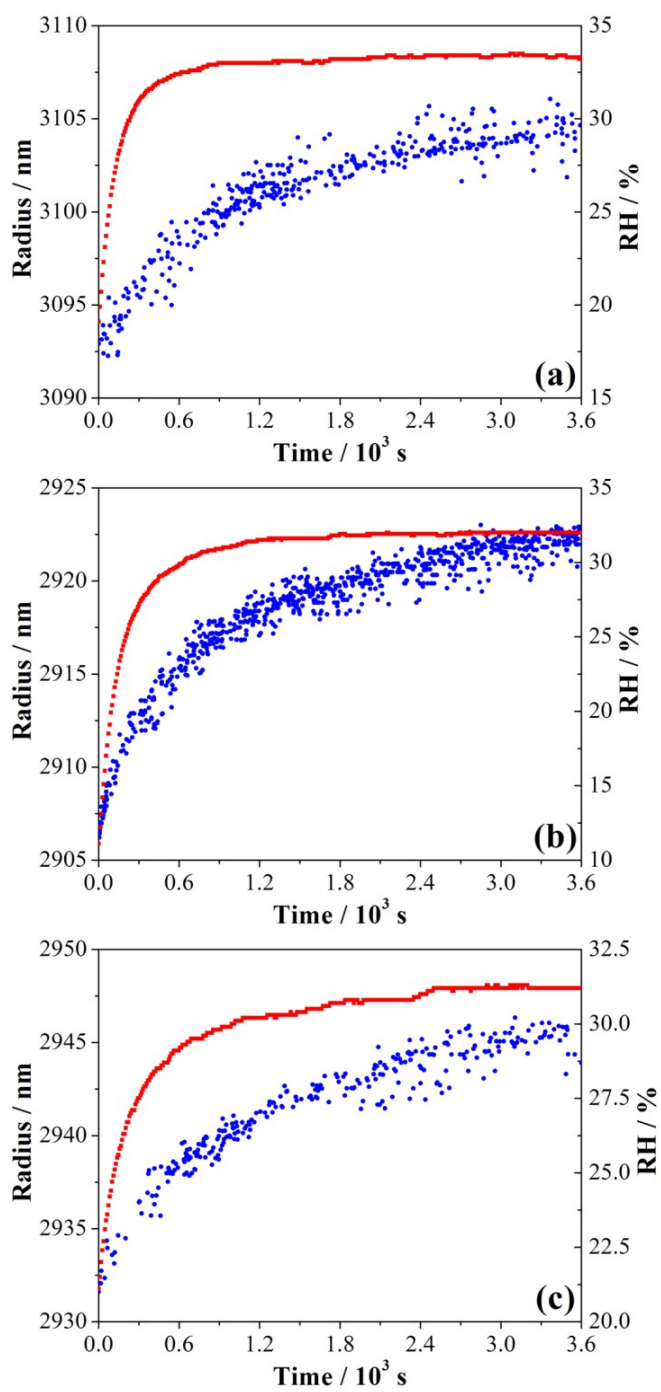 3110
3105
3100
3095
3090
Radius / nm
35
30
25
20
15
RH / %
(a)
0.0 0.6 1.2 1.8 2.4 3.0 3.6
Time / 10³ s
2925
2920
2915
2910
2905
Radius / nm
35
30
25
20
15
10
RH / %
(b)
0.0 0.6 1.2 1.8 2.4 3.0 3.6
Time / 10³ s
2950
2945
2940
2935
2930
Radius / nm
32.5
30.0
27.5
25.0
22.5
20.0
RH / %
(c)
0.0 0.6 1.2 1.8 2.4 3.0 3.6
Time / 10³ s